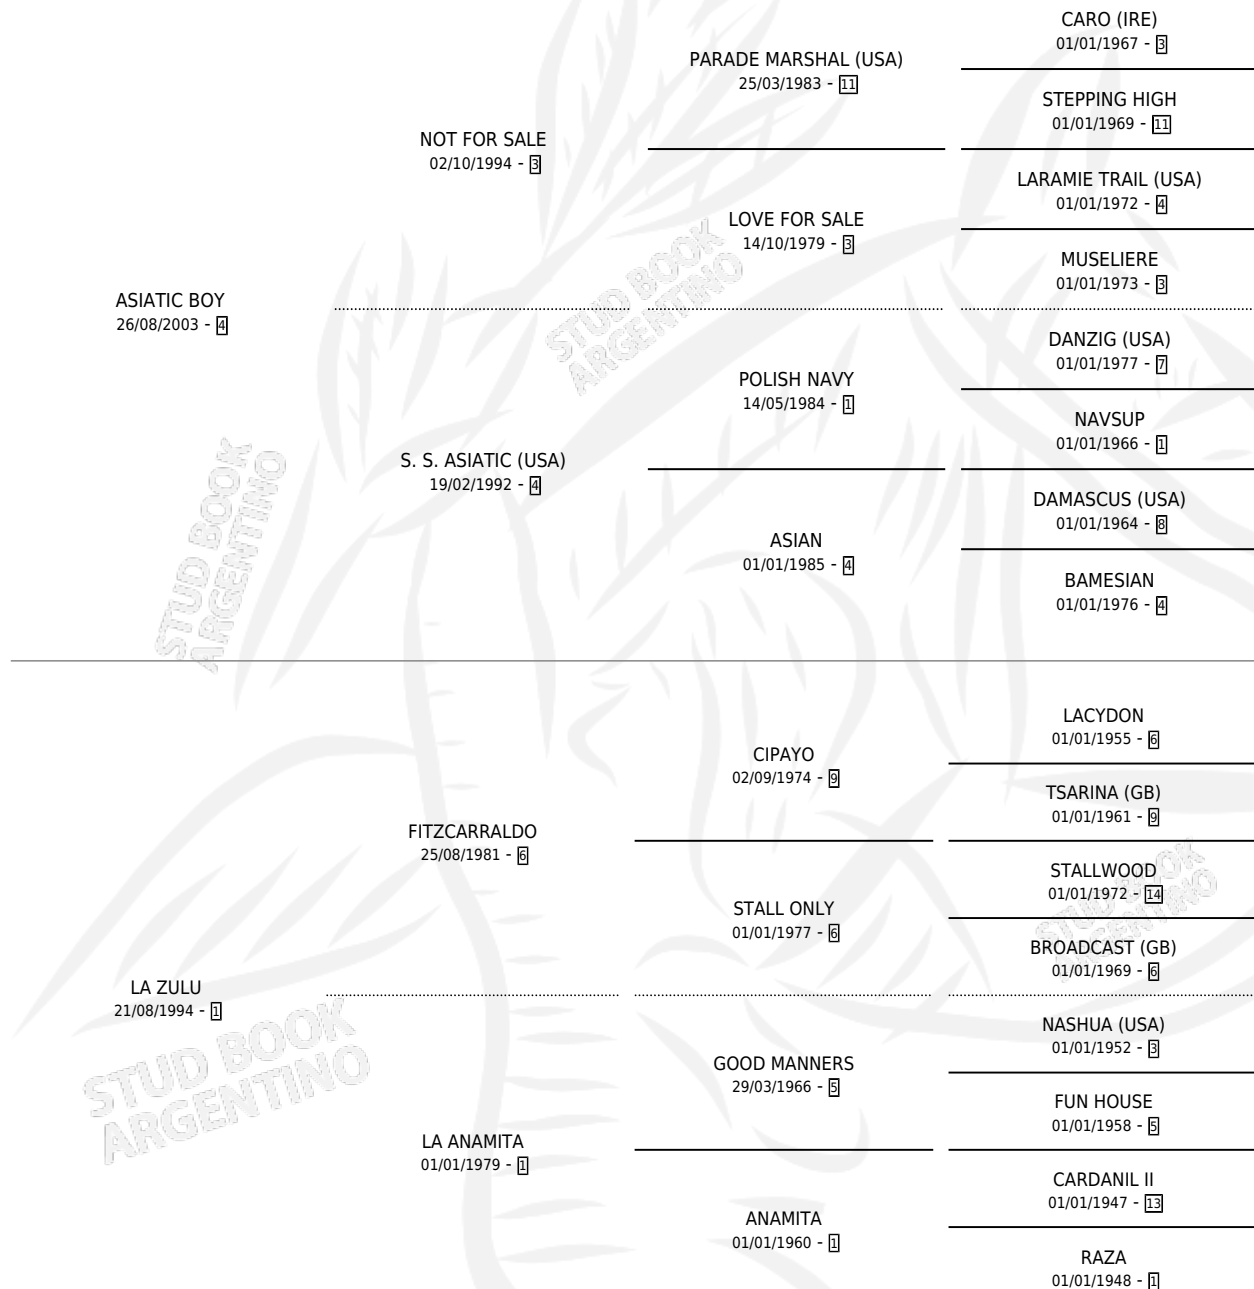 CARO (IRE)
01/01/1967 - 3
PARADE MARSHAL (USA)
25/03/1983 - 11
STEPPING HIGH
01/01/1969 - 11
NOT FOR SALE
02/10/1994 - 3
LARAMIE TRAIL (USA)
01/01/1972 - 4
LOVE FOR SALE
14/10/1979 - 3
MUSELIERE
01/01/1973 - 3
ASIATIC BOY
26/08/2003 - 4
DANZIG (USA)
01/01/1977 - 7
POLISH NAVY
14/05/1984 - 1
NAVSUP
01/01/1966 - 1
S. S. ASIATIC (USA)
19/02/1992 - 4
DAMASCUS (USA)
01/01/1964 - 8
ASIAN
01/01/1985 - 4
BAMESIAN
01/01/1976 - 4
LACYDON
01/01/1955 - 6
CIPAYO
02/09/1974 - 9
TSARINA (GB)
01/01/1961 - 9
FITZCARRALDO
25/08/1981 - 6
STALLWOOD
01/01/1972 - 14
STALL ONLY
01/01/1977 - 6
BROADCAST (GB)
01/01/1969 - 6
LA ZULU
21/08/1994 - 1
NASHUA (USA)
01/01/1952 - 3
GOOD MANNERS
29/03/1966 - 5
FUN HOUSE
01/01/1958 - 5
LA ANAMITA
01/01/1979 - 1
CARDANIL II
01/01/1947 - 13
ANAMITA
01/01/1960 - 1
RAZA
01/01/1948 - 1
STUD BOOK
ARGENTINO
STUD BOOK
ARGENTINO
STUD BOOK
ARGENTINO
STUD BOOK
ARGENTINO